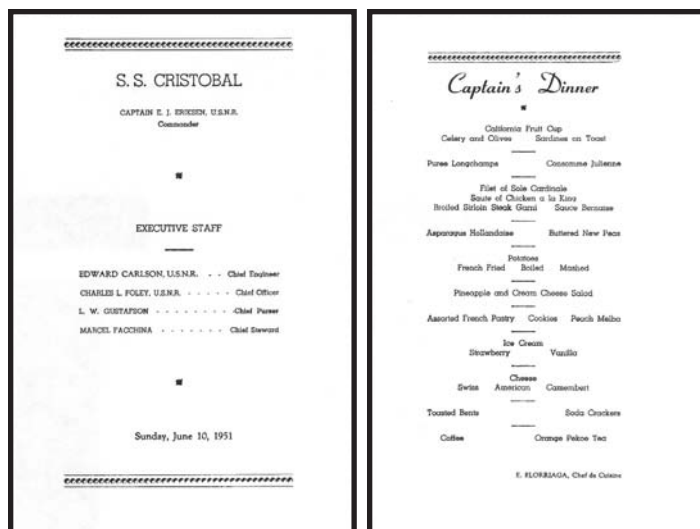 S. S. CRISTOBAL
CAPTAIN E. J. ERIKSEN, U.S.N.R.
Commander
EXECUTIVE STAFF
EDWARD CARLSON, U.S.N.R. . . Chief Engineer
CHARLES L. FOLEY, U.S.N.R. . . . . . Chief Officer
L. W. GUSTAFSON . . . . . . . . Chief Purser
MARCEL FACCHINA . . . . . . . Chief Steward
Sunday, June 10, 1951
Captain's Dinner
California Fruit Cup
Celery and Olives Sardines on Toast
Puree Longchamps Consomme Julienne
Filet of Sole Cardinale
Saute of Chicken a la King
Broiled Sirloin Steak Garni Sauce Bernaise
Asparagus Hollandaise Buttered New Peas
Potatoes
French Fried Boiled Mashed
Pineapple and Cream Cheese Salad
Assorted French Pastry Cookies Peach Melba
Ice Cream
Strawberry Vanilla
Cheese
Swiss American Camembert
Toasted Bents Soda Crackers
Coffee Orange Pekoe Tea
E. ELORRIAGA, Chef de Cuisine